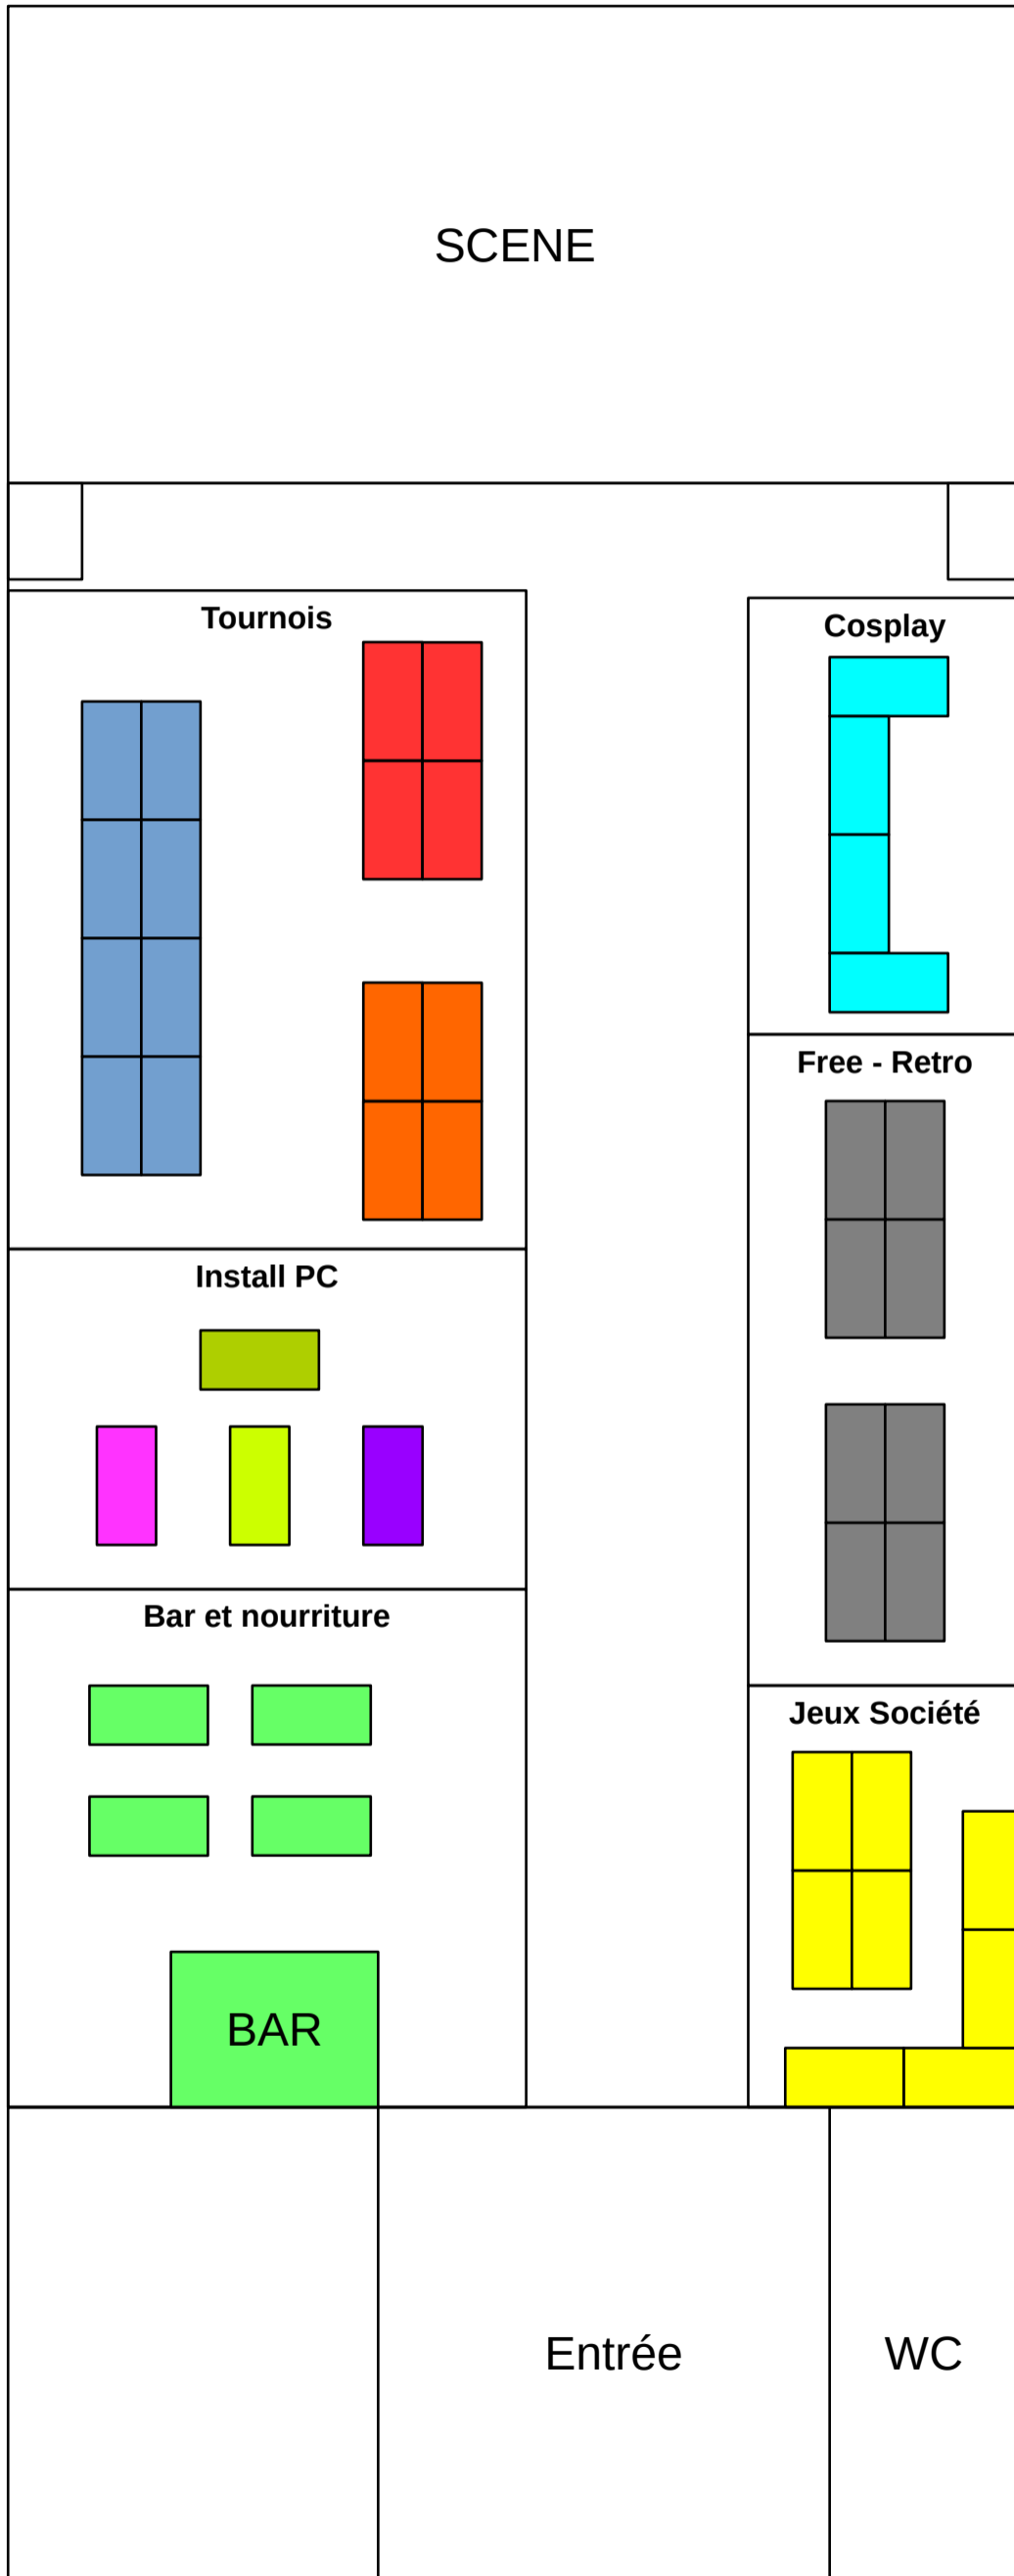 SCENE
Tournois
Cosplay
Free - Retro
Install PC
Bar et nourriture
Jeux Société
BAR
Entrée
WC